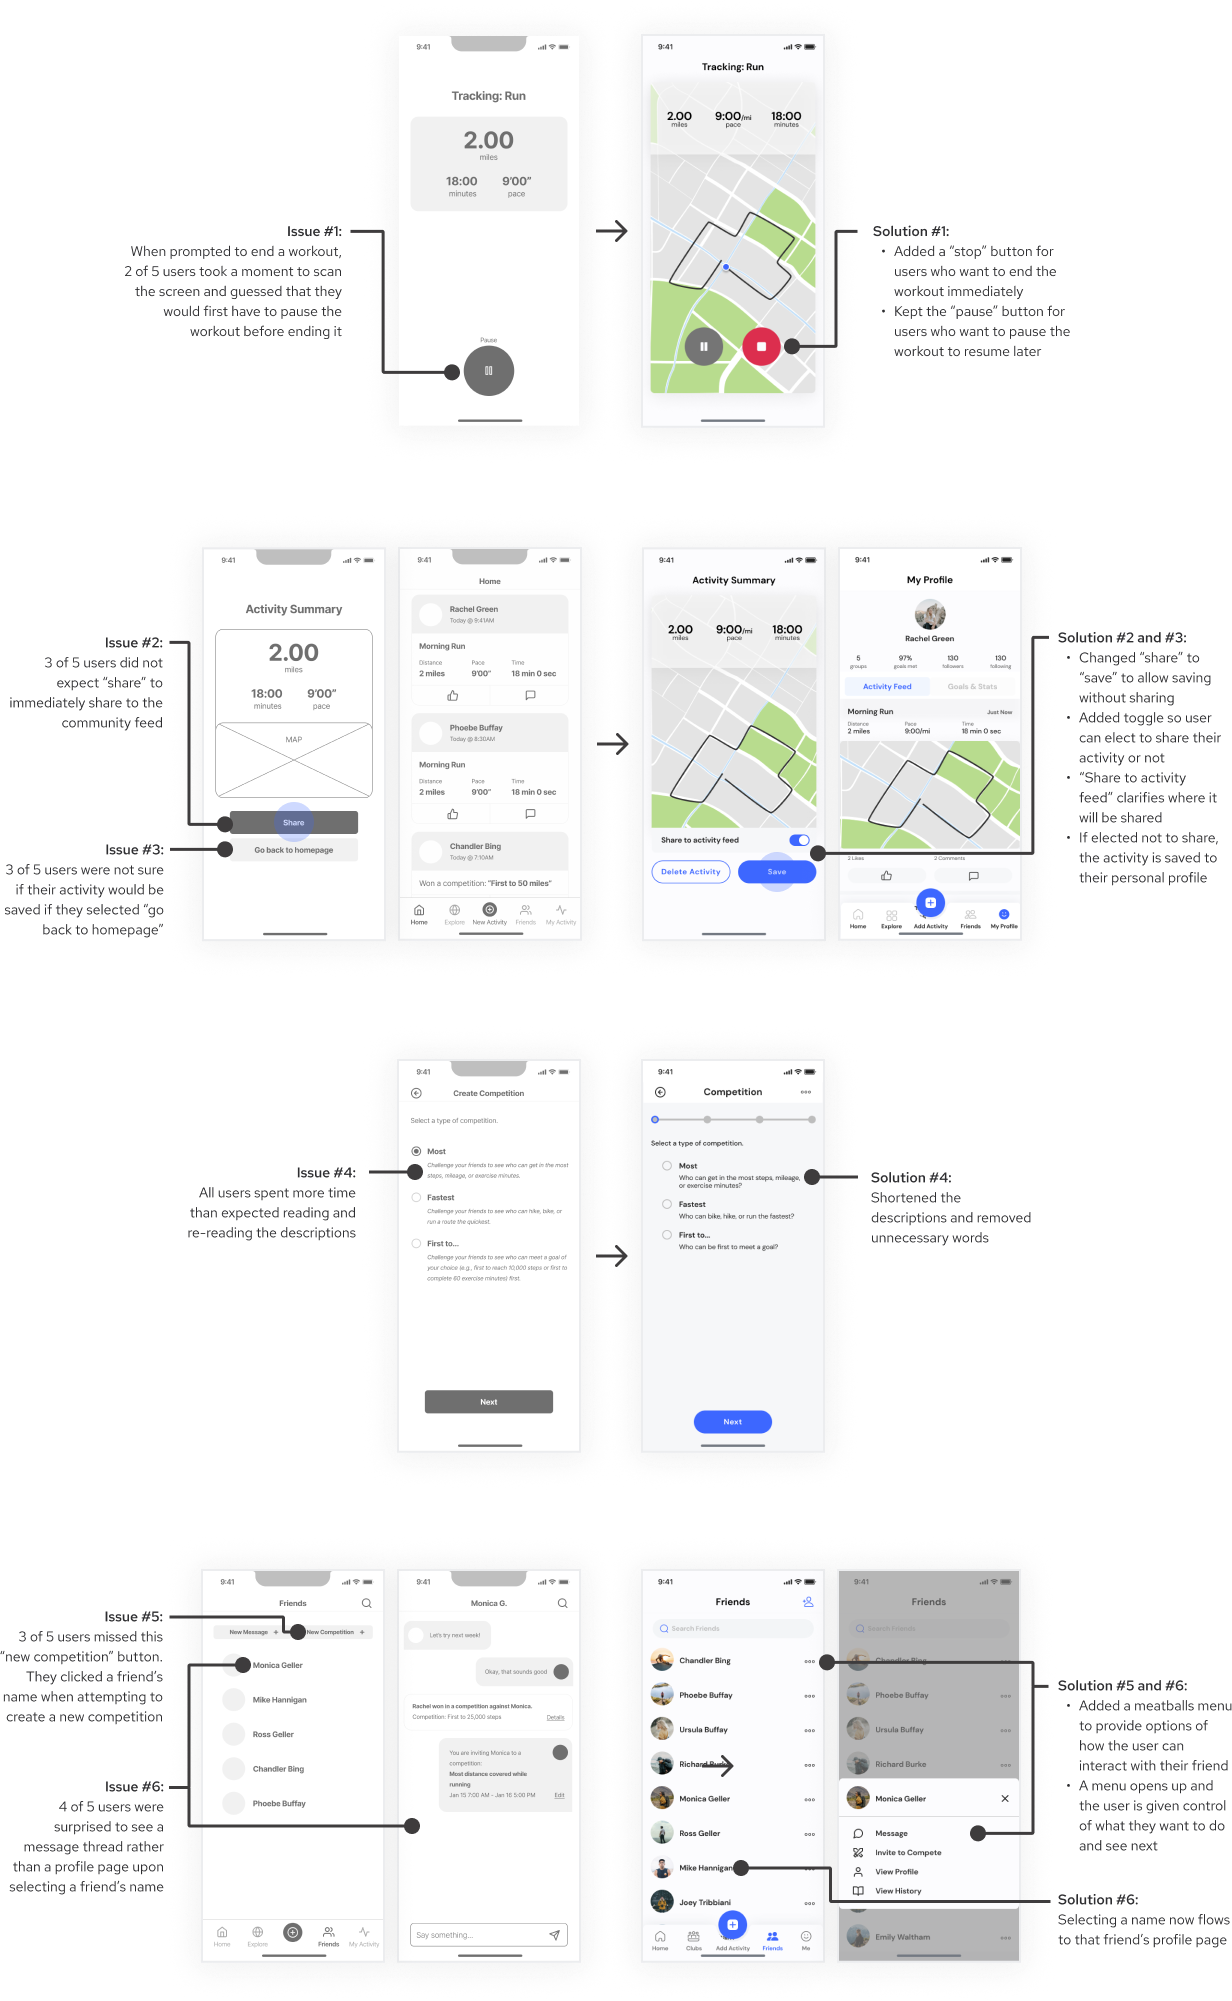 9:41
Tracking: Run
2.00
miles
18:00 9'00"
minutes pace
Pause
9:41
Tracking: Run
2.00 9:00/mi 18:00
miles pace minutes
Issue #1:
When prompted to end a workout,
2 of 5 users took a moment to scan
the screen and guessed that they
would first have to pause the
workout before ending it
Solution #1:
• Added a “stop” button for
users who want to end the
workout immediately
• Kept the “pause” button for
users who want to pause the
workout to resume later
Issue #2:
3 of 5 users did not
expect “share” to
immediately share to the
community feed
Issue #3:
3 of 5 users were not sure
if their activity would be
saved if they selected “go
back to homepage”
9:41
Activity Summary
2.00
miles
18:00 9'00"
minutes pace
MAP
Share
Go back to homepage
9:41
Home
Rachel Green
Today @ 9:41AM
Morning Run
Distance Pace Time
2 miles 9'00" 18 min 0 sec
Phoebe Buffay
Today @ 8:30AM
Morning Run
Distance Pace Time
2 miles 9'00" 18 min 0 sec
Chandler Bing
Today @ 7:10AM
Won a competition: "First to 50 miles"
Home Explore New Activity Friends My Activity
9:41
Activity Summary
2.00 9:00/mi 18:00
miles pace minutes
Share to activity feed
Delete Activity Save
9:41
My Profile
Rachel Green
5 97% 130 130
groups goals met followers following
Activity Feed Goals & Stats
Morning Run Just Now
Distance Pace Time
2 miles 9:00/mi 18 min 0 sec
2 Likes 2 Comments
Home Explore Add Activity Friends My Profile
Solution #2 and #3:
• Changed “share” to
“save” to allow saving
without sharing
• Added toggle so user
can elect to share their
activity or not
• “Share to activity
feed” clarifies where it
will be shared
• If elected not to share,
the activity is saved to
their personal profile
Issue #4:
All users spent more time
than expected reading and
re-reading the descriptions
9:41
Create Competition
Select a type of competition.
Most
Challenge your friends to see who can get in the most
steps, mileage, or exercise minutes.
Fastest
Challenge your friends to see who can hike, bike, or
run a route the quickest.
First to...
Challenge your friends to see who can meet a goal of
your choice (e.g., first to reach 10,000 steps or first to
complete 60 exercise minutes) first.
Next
9:41
Competition
Select a type of competition.
Most
Who can get in the most steps, mileage,
or exercise minutes?
Fastest
Who can bike, hike, or run the fastest?
First to...
Who can be first to meet a goal?
Next
Solution #4:
Shortened the
descriptions and removed
unnecessary words
Issue #5:
3 of 5 users missed this
“new competition” button.
They clicked a friend’s
name when attempting to
create a new competition
Issue #6:
4 of 5 users were
surprised to see a
message thread rather
than a profile page upon
selecting a friend’s name
9:41
Friends
New Message + New Competition +
Monica Geller
Mike Hannigan
Ross Geller
Chandler Bing
Phoebe Buffay
Home Explore Friends My Activity
9:41
Monica G.
Let's try next week!
Okay, that sounds good
Rachel won in a competition against Monica.
Competition: First to 25,000 steps Details
You are inviting Monica to a
competition:
Most distance covered while
running
Jan 15 7:00 AM - Jan 16 5:00 PM Edit
Say something...
9:41
Friends
Search Friends
Chandler Bing
Phoebe Buffay
Ursula Buffay
Richard Burke
Monica Geller
Ross Geller
Mike Hannigan
Joey Tribbiani
Home Clubs Add Activity Friends Me
9:41
Friends
Search Friends
Chandler Bing
Phoebe Buffay
Ursula Buffay
Richard Burke
Monica Geller
Message
Invite to Compete
View Profile
View History
Emily Waltham
Solution #5 and #6:
• Added a meatballs menu
to provide options of
how the user can
interact with their friend
• A menu opens up and
the user is given control
of what they want to do
and see next
Solution #6:
Selecting a name now flows
to that friend’s profile page